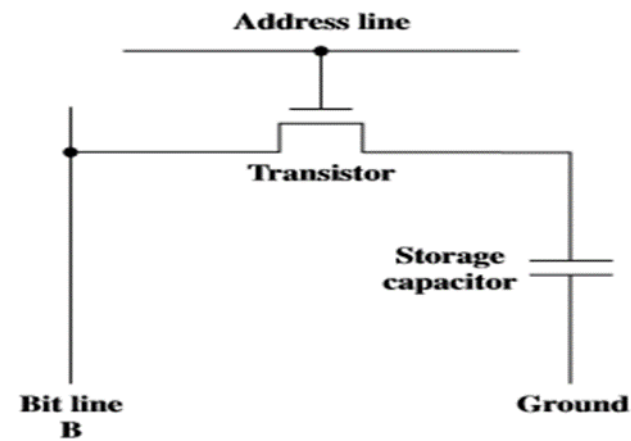 Address line
Transistor
Storage
capacitor
Bit line
B
Ground